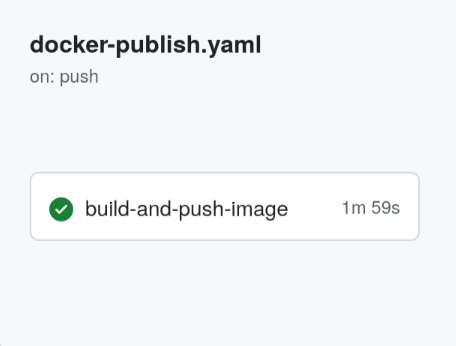 docker-publish.yaml
on: push
build-and-push-image 1m 59s